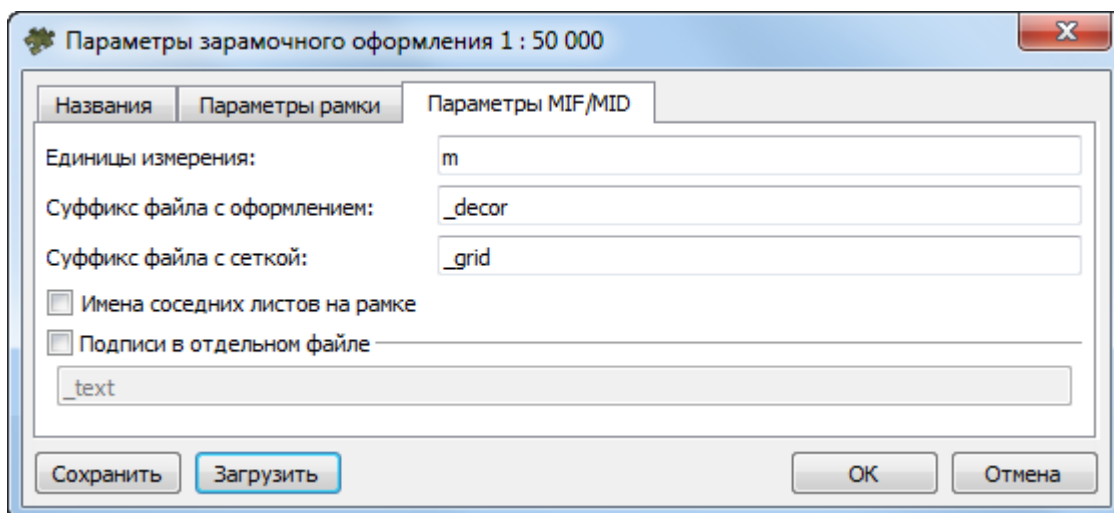 Параметры зарамочного оформления 1 : 50 000
Названия Параметры рамки Параметры MIF/MID
Единицы измерения: m
Суффикс файла с оформлением: _decor
Суффикс файла с сеткой: _grid
Имена соседних листов на рамке
Подписи в отдельном файле
_text
Сохранить Загрузить ОК Отмена